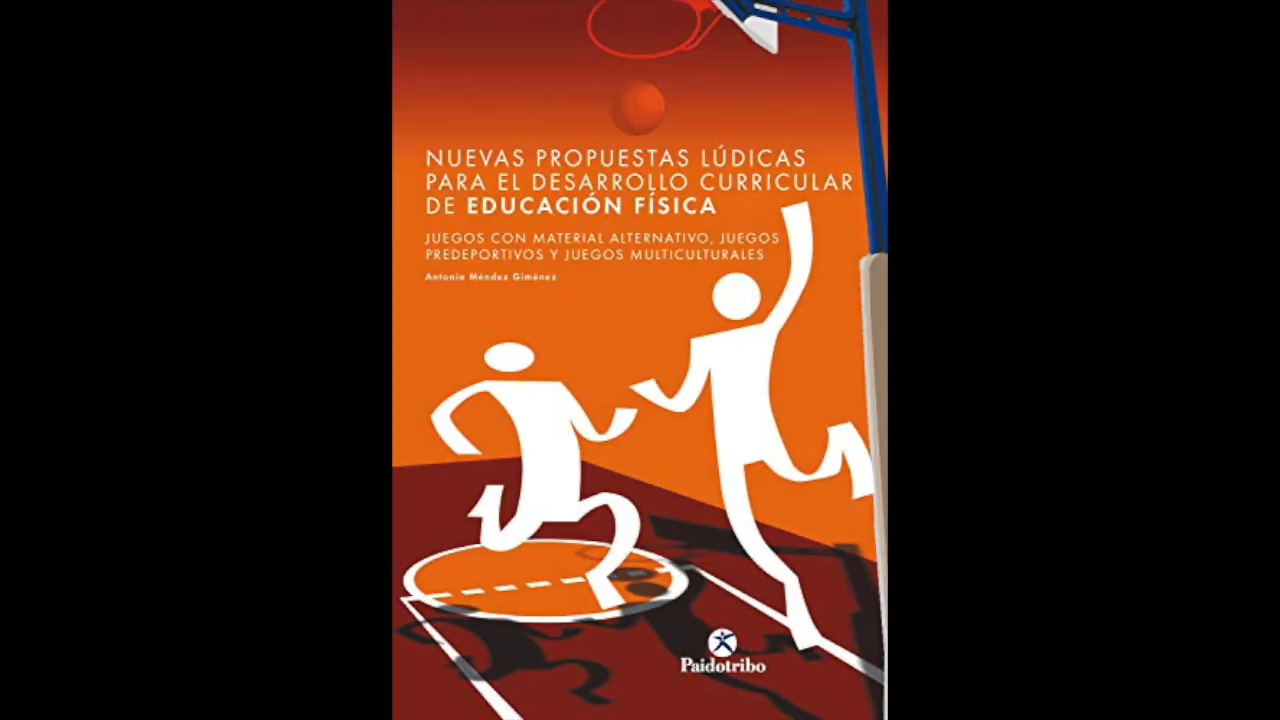 NUEVAS PROPUESTAS LÚDICAS
PARA EL DESARROLLO CURRICULAR
DE EDUCACIÓN FÍSICA
JUEGOS CON MATERIAL ALTERNATIVO, JUEGOS
PREDEPORTIVOS Y JUEGOS MULTICULTURALES
Antonio Méndez Giménez
Paidotribo